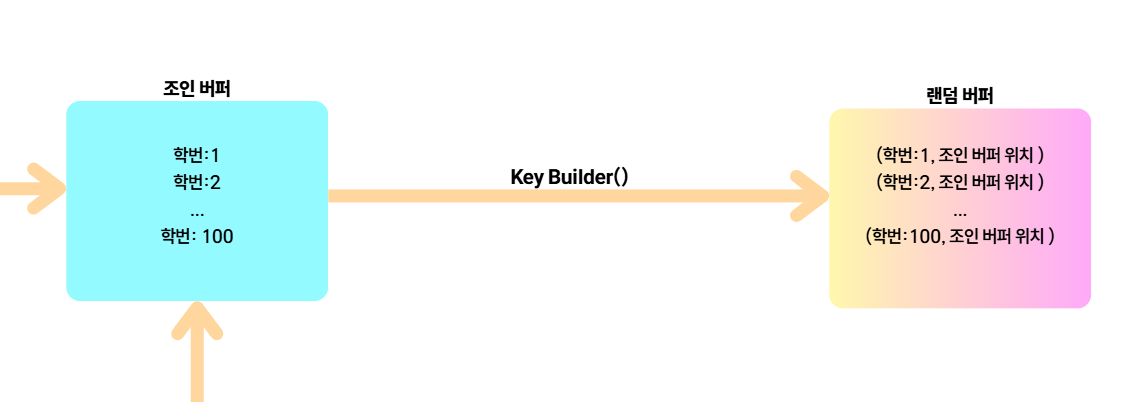 조인 버퍼
학번:1
학번:2
...
학번: 100
Key Builder()
랜덤 버퍼
(학번:1, 조인 버퍼 위치 )
(학번:2, 조인 버퍼 위치 )
...
(학번:100, 조인 버퍼 위치 )